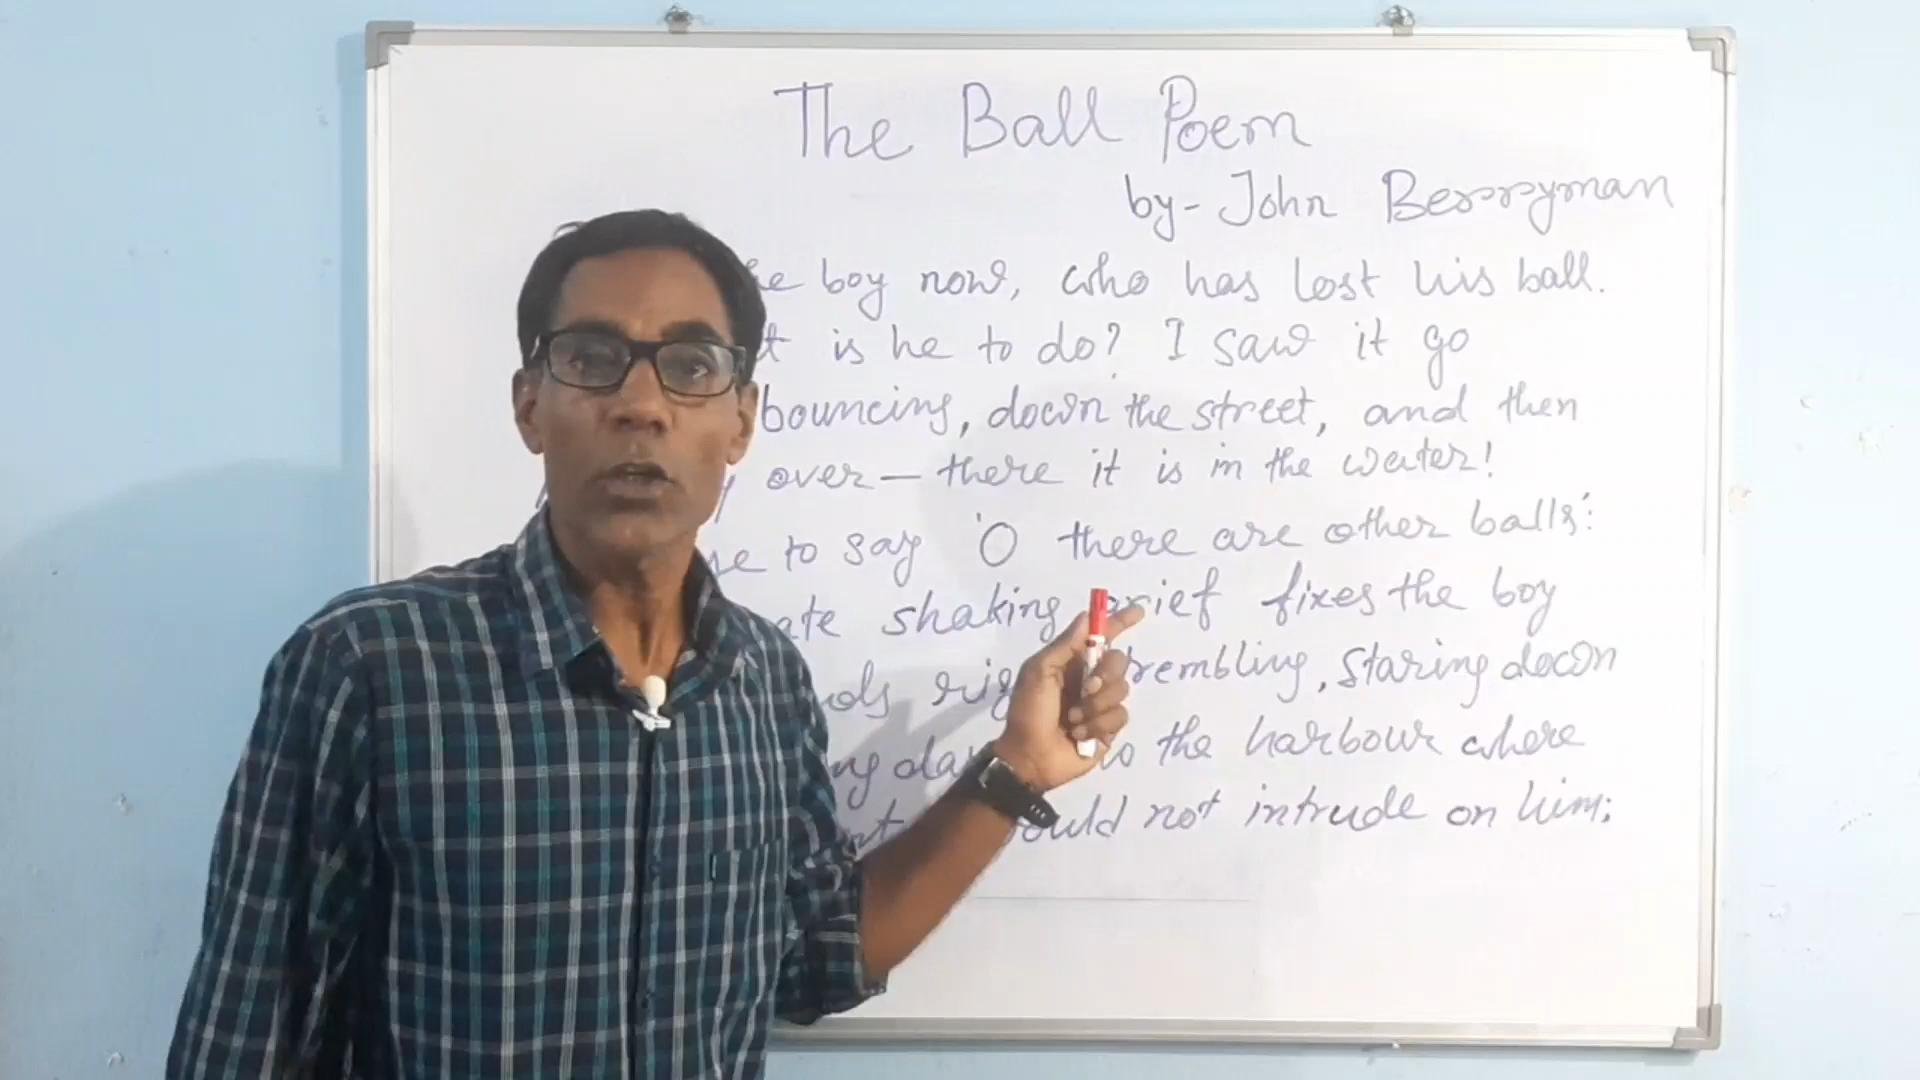 The Ball Poem
by- John Berryman
boy now, who has lost his ball.
is he to do? I saw it go
bouncing, down the street, and then
over — there it is in the water!
to say 'O there are other balls':
shaking grief fixes the boy
trembling, staring down
the harbour where
not intrude on him;